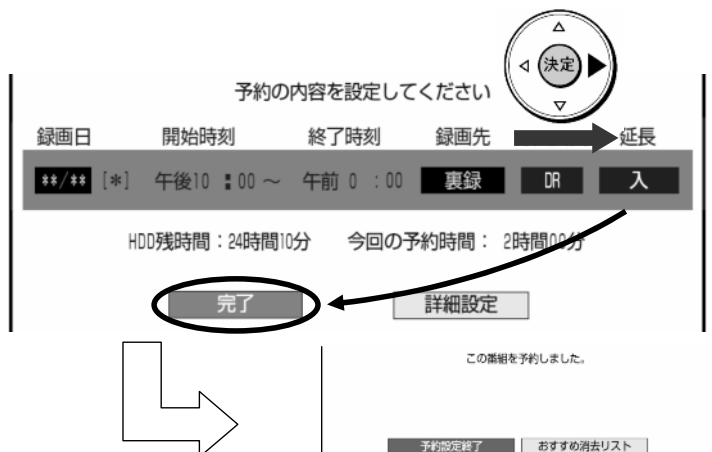 決定
予約の内容を設定してください
録画日 開始時刻 終了時刻 録画先 延長
**/** [*] 午後10:00 ~ 午前 0 :00 裏録 DR 入
HDD残時間:24時間10分 今回の予約時間: 2時間00分
完了 詳細設定
この番組を予約しました。
予約設定終了 おすすめ消去リスト